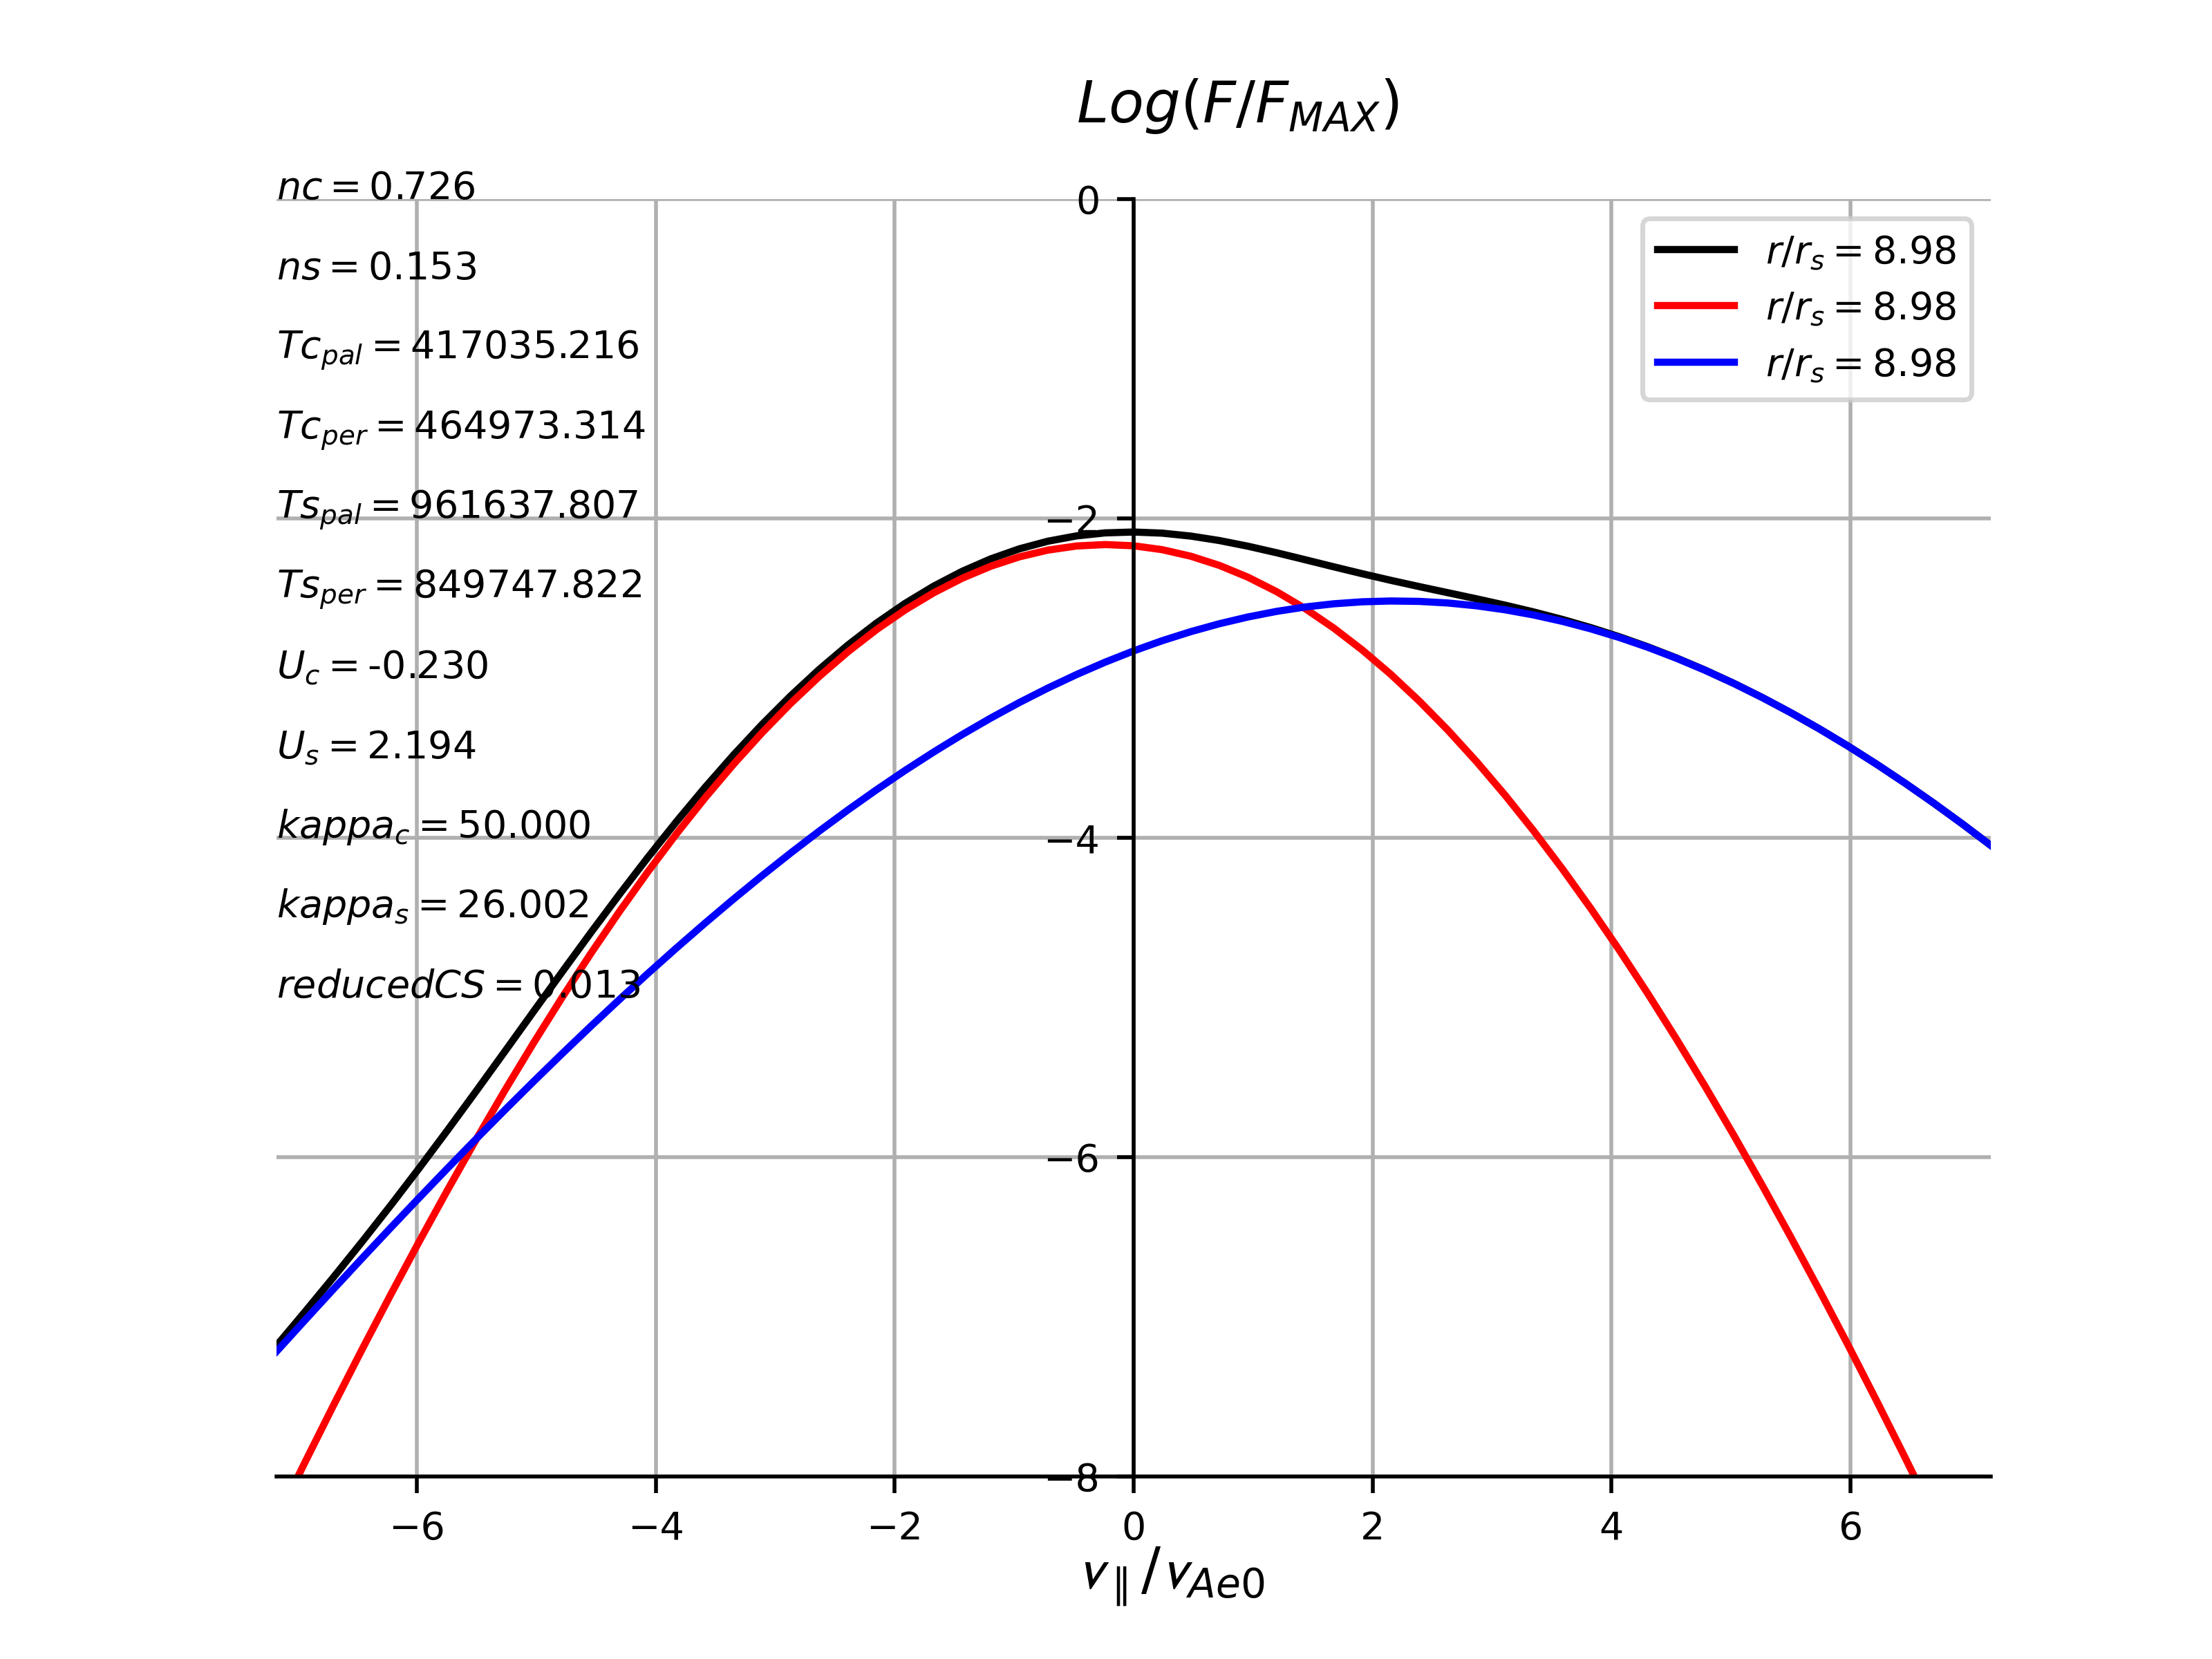 Log(F/F_MAX)
nc = 0.726
ns = 0.153
Tc_pal = 417035.216
Tc_per = 464973.314
Ts_pal = 961637.807
Ts_per = 849747.822
U_c = -0.230
U_s = 2.194
kappa_c = 50.000
kappa_s = 26.002
reducedCS = 0.013
r/r_s = 8.98
r/r_s = 8.98
r/r_s = 8.98
0
−2
−4
−6
−8
−6 −4 −2 0 2 4 6
v_∥/v_Ae0